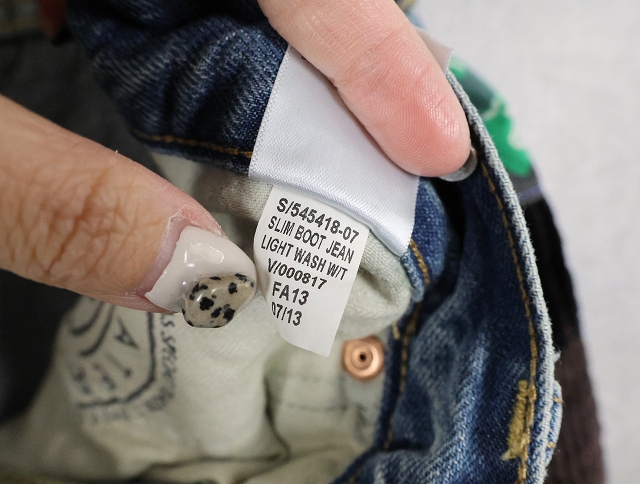 S/545418-07
SLIM BOOT JEAN
LIGHT WASH W/T
V/000817
FA13
07/13